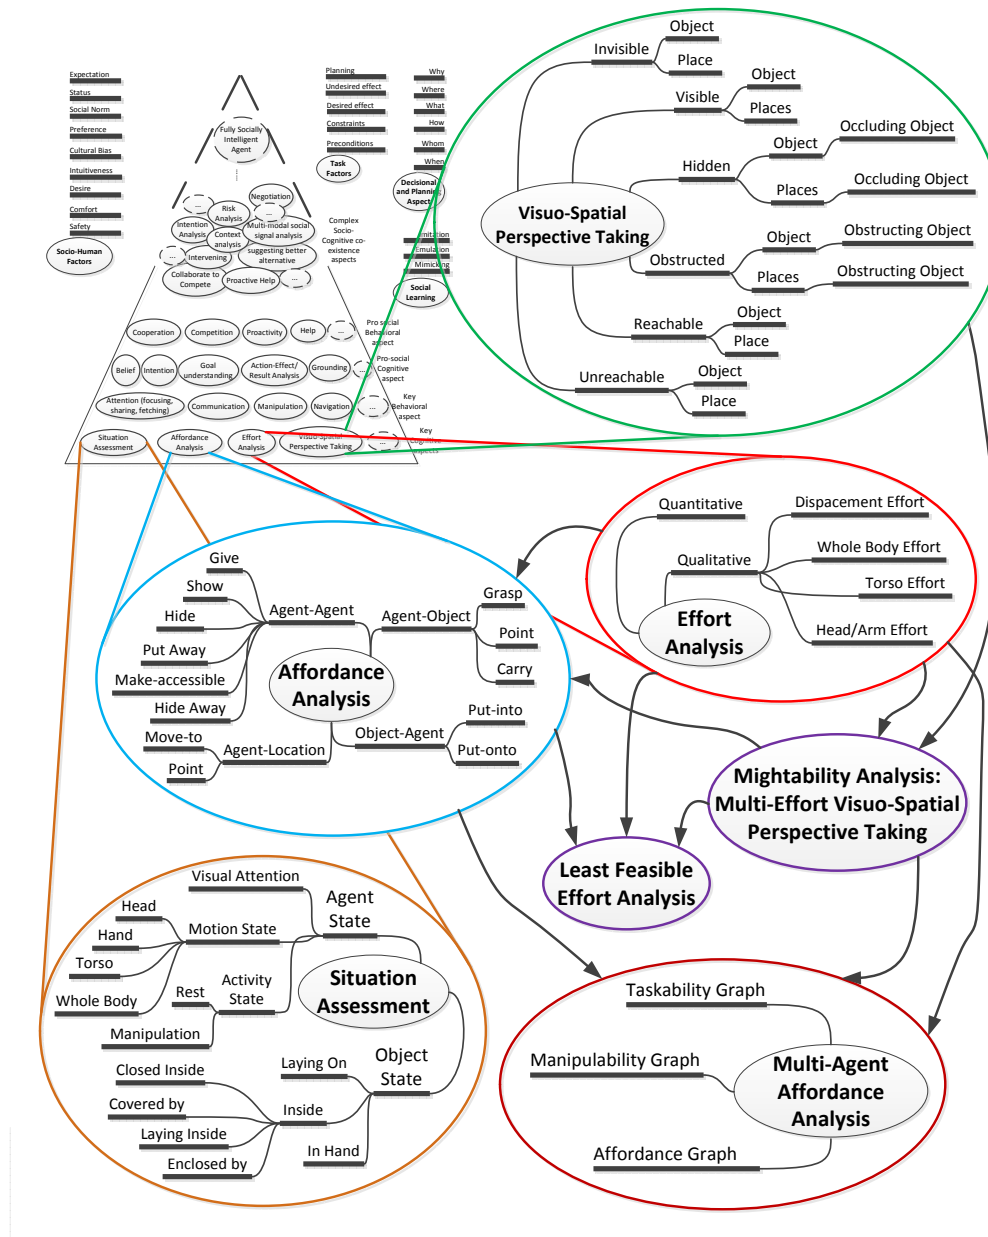 Expectation
Status
Social Norm
Preference
Cultural Bias
Intuitiveness
Desire
Comfort
Safety
Socio-Human
Factors
Fully Socially
Intelligent
Agent
Planning
Undesired effect
Desired effect
Constraints
Preconditions
Task
Factors
Why
Where
What
How
Whom
When
Decisional
and Planning
Aspect
Imitation
Emulation
Mimicking
Social
Learning
Negotiation
...
...
Risk
Analysis
Intention
Analysis
Context
analysis
Multi-modal social
signal analysis
...
Intervening
suggesting better
alternative
Collaborate to
Compete
Proactive Help
...
Complex
Socio-
Cognitive co-
existence
aspects
Cooperation
Competition
Proactivity
Help
...
Pro social
Behavioral
aspect
Belief
Intention
Goal
understanding
Action-Effect/
Result Analysis
Grounding
...
Pro-social
Cognitive
aspect
Attention (focusing,
sharing, fetching)
Communication
Manipulation
Navigation
...
Key
Behavioral
aspect
Situation
Assessment
Affordance
Analysis
Effort
Analysis
Visuo-Spatial
Perspective Taking
...
Key
Cognitive
aspects
Visuo-Spatial
Perspective Taking
Invisible
Object
Place
Visible
Object
Places
Hidden
Object
Occluding Object
Places
Occluding Object
Obstructed
Object
Obstructing Object
Places
Obstructing Object
Reachable
Object
Place
Unreachable
Object
Place
Effort
Analysis
Quantitative
Qualitative
Dispacement Effort
Whole Body Effort
Torso Effort
Head/Arm Effort
Affordance
Analysis
Agent-Agent
Give
Show
Hide
Put Away
Make-accessible
Hide Away
Agent-Location
Move-to
Point
Agent-Object
Grasp
Point
Carry
Object-Agent
Put-into
Put-onto
Mightability Analysis:
Multi-Effort Visuo-Spatial
Perspective Taking
Least Feasible
Effort Analysis
Situation
Assessment
Agent
State
Visual Attention
Motion State
Head
Hand
Torso
Whole Body
Activity
State
Rest
Manipulation
Object
State
Laying On
Inside
Closed Inside
Covered by
Laying Inside
Enclosed by
In Hand
Multi-Agent
Affordance
Analysis
Taskability Graph
Manipulability Graph
Affordance Graph